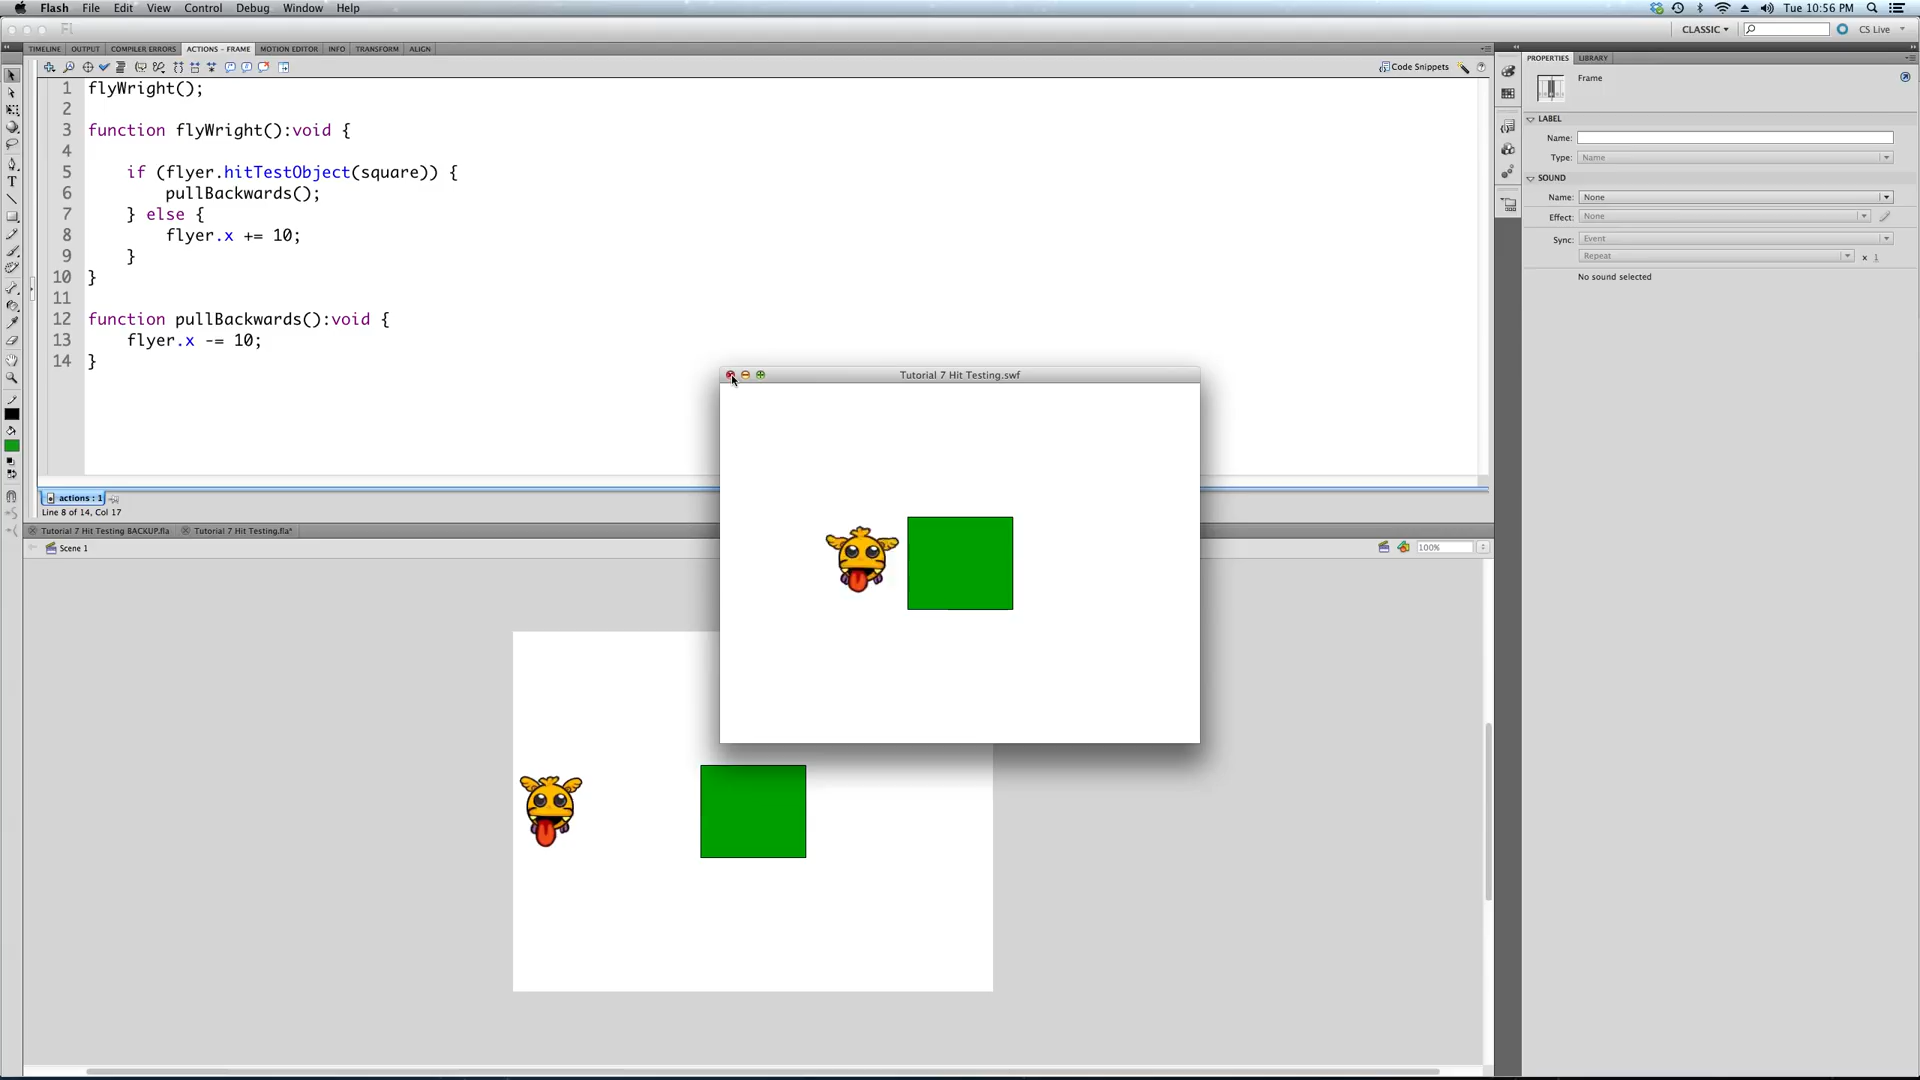 Flash File Edit View Control Debug Window Help Tue 10:56 PM
Fl CLASSIC CS Live
TIMELINE OUTPUT COMPILER ERRORS ACTIONS – FRAME MOTION EDITOR INFO TRANSFORM ALIGN
Code Snippets
1 flyWright();
2
3 function flyWright():void {
4
5 if (flyer.hitTestObject(square)) {
6 pullBackwards();
7 } else {
8 flyer.x += 10;
9 }
10 }
11
12 function pullBackwards():void {
13 flyer.x -= 10;
14 }
actions : 1
Line 8 of 14, Col 17
Tutorial 7 Hit Testing BACKUP.fla Tutorial 7 Hit Testing.fla*
Scene 1 100%
Tutorial 7 Hit Testing.swf
PROPERTIES LIBRARY
Frame
LABEL
Name:
Type: Name
SOUND
Name: None
Effect: None
Sync: Event
Repeat x 1
No sound selected